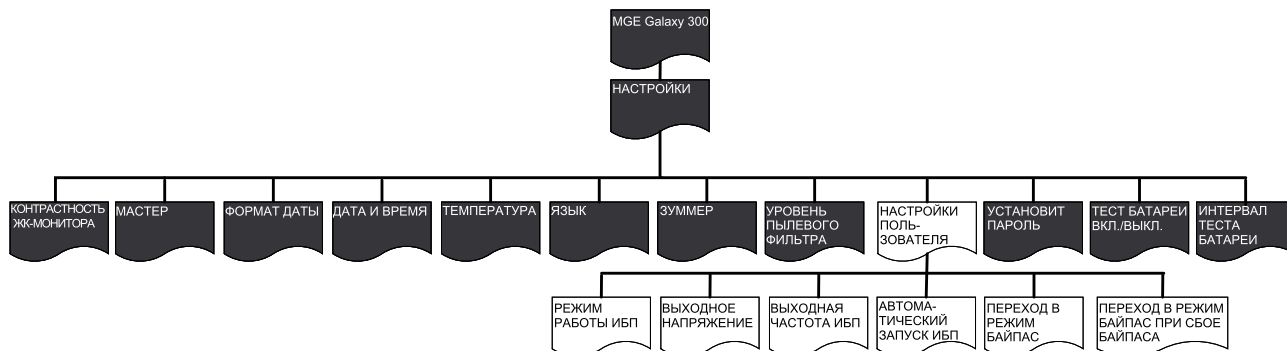 MGE Galaxy 300
НАСТРОЙКИ
КОНТРАСТНОСТЬ
ЖК-МОНИТОРА
МАСТЕР
ФОРМАТ ДАТЫ
ДАТА И ВРЕМЯ
ТЕМПЕРАТУРА
ЯЗЫК
ЗУММЕР
УРОВЕНЬ
ПЫЛЕВОГО
ФИЛЬТРА
НАСТРОЙКИ
ПОЛЬ-
ЗОВАТЕЛЯ
УСТАНОВИТ
ПАРОЛЬ
ТЕСТ БАТАРЕИ
ВКЛ./ВЫКЛ.
ИНТЕРВАЛ
ТЕСТА
БАТАРЕИ
РЕЖИМ
РАБОТЫ ИБП
ВЫХОДНОЕ
НАПРЯЖЕНИЕ
ВЫХОДНАЯ
ЧАСТОТА ИБП
АВТОМА-
ТИЧЕСКИЙ
ЗАПУСК ИБП
ПЕРЕХОД В
РЕЖИМ
БАЙПАС
ПЕРЕХОД В РЕЖИМ
БАЙПАС ПРИ СБОЕ
БАЙПАСА